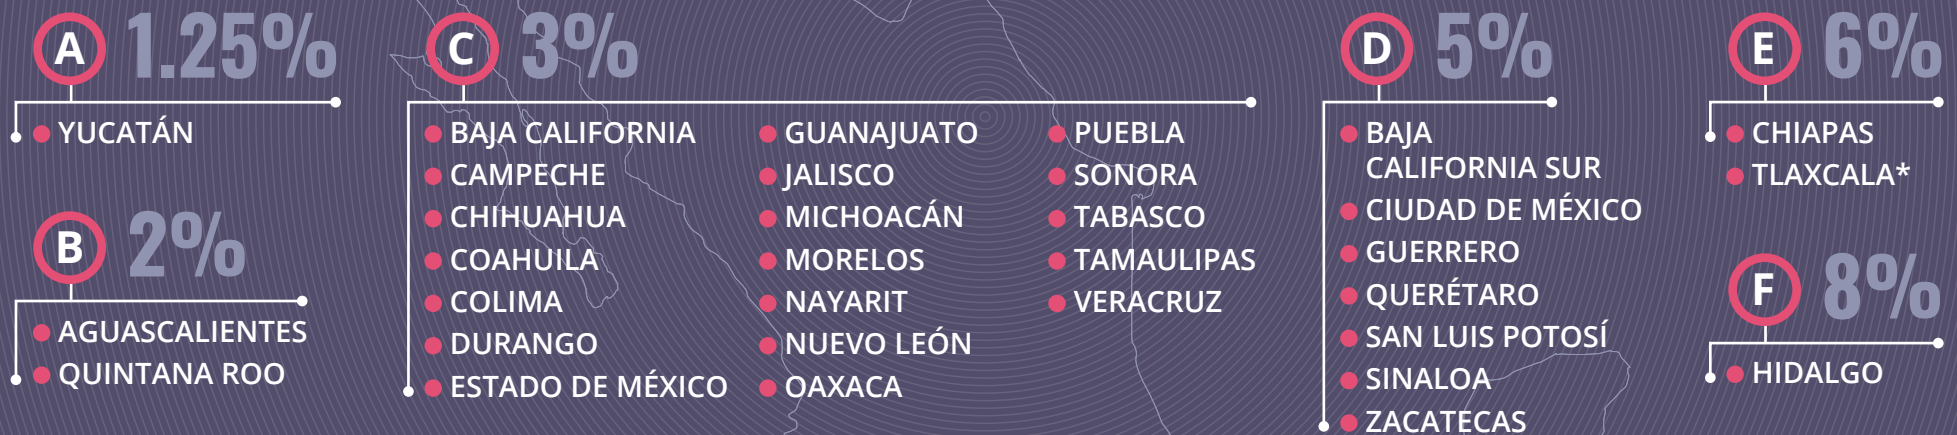 A 1.25%
YUCATÁN
B 2%
AGUASCALIENTES
QUINTANA ROO
C 3%
BAJA CALIFORNIA
CAMPECHE
CHIHUAHUA
COAHUILA
COLIMA
DURANGO
ESTADO DE MÉXICO
GUANAJUATO
JALISCO
MICHOACÁN
MORELOS
NAYARIT
NUEVO LEÓN
OAXACA
PUEBLA
SONORA
TABASCO
TAMAULIPAS
VERACRUZ
D 5%
BAJA
CALIFORNIA SUR
CIUDAD DE MÉXICO
GUERRERO
QUERÉTARO
SAN LUIS POTOSÍ
SINALOA
ZACATECAS
E 6%
CHIAPAS
TLAXCALA*
F 8%
HIDALGO